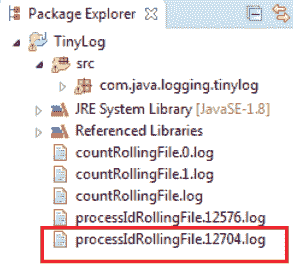 Package Explorer
TinyLog
src
com.java.logging.tinylog
JRE System Library [JavaSE-1.8]
Referenced Libraries
countRollingFile.0.log
countRollingFile.1.log
countRollingFile.log
processIdRollingFile.12576.log
processIdRollingFile.12704.log